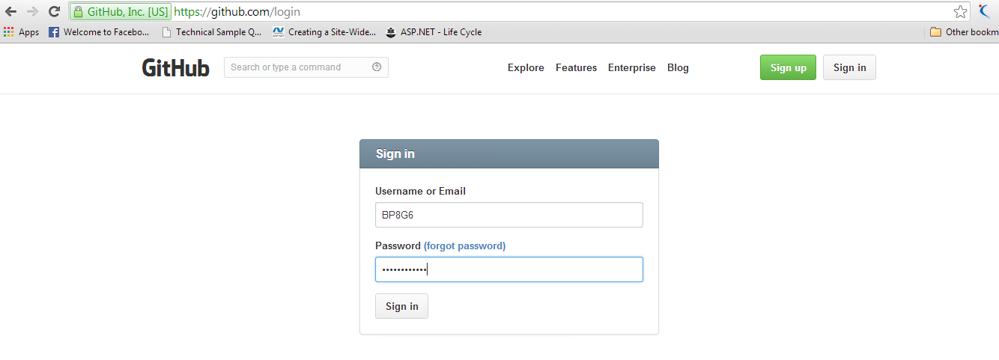 GitHub, Inc. [US] https://github.com/login
Apps Welcome to Facebo... Technical Sample Q... Creating a Site-Wide... ASP.NET - Life Cycle Other bookm
GitHub Search or type a command Explore Features Enterprise Blog Sign up Sign in
Sign in
Username or Email
BP8G6
Password (forgot password)
••••••••••••
Sign in